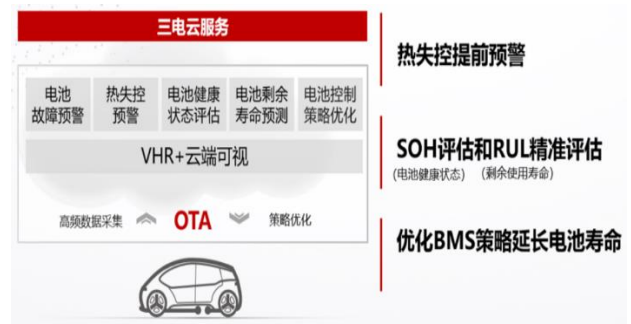 三电云服务
电池
故障预警
热失控
预警
电池健康
状态评估
电池剩余
寿命预测
电池控制
策略优化
VHR+云端可视
高频数据采集
OTA
策略优化
热失控提前预警
SOH评估和RUL精准评估
(电池健康状态) (剩余使用寿命)
优化BMS策略延长电池寿命